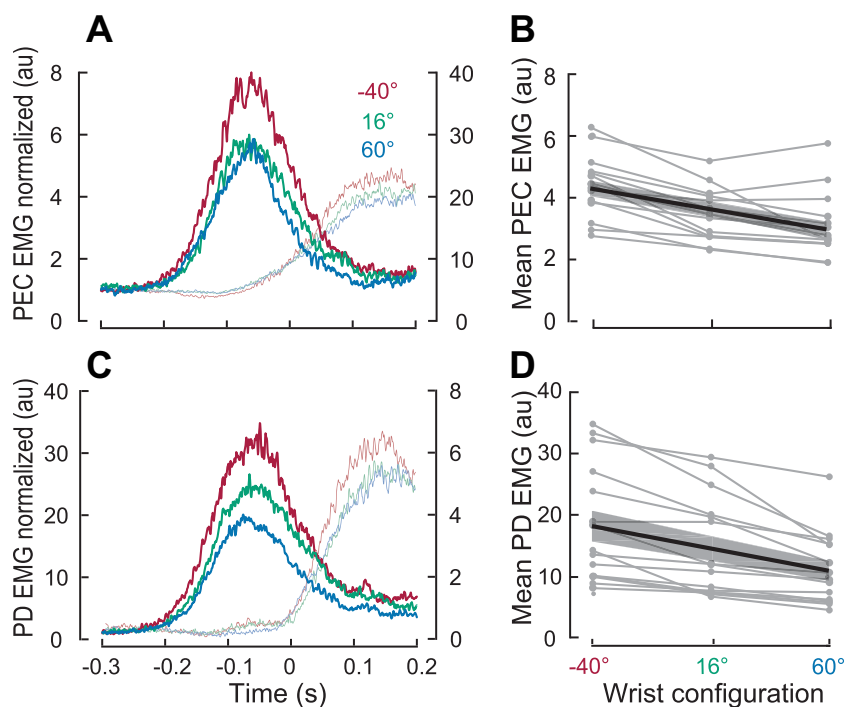 A
PEC EMG normalized (au)
8
6
4
2
0
40
30
20
10
0
-40°
16°
60°
B
Mean PEC EMG (au)
8
6
4
2
0
C
PD EMG normalized (au)
40
30
20
10
0
8
6
4
2
0
-0.3 -0.2 -0.1 0 0.1 0.2
Time (s)
D
Mean PD EMG (au)
40
30
20
10
0
-40° 16° 60°
Wrist configuration